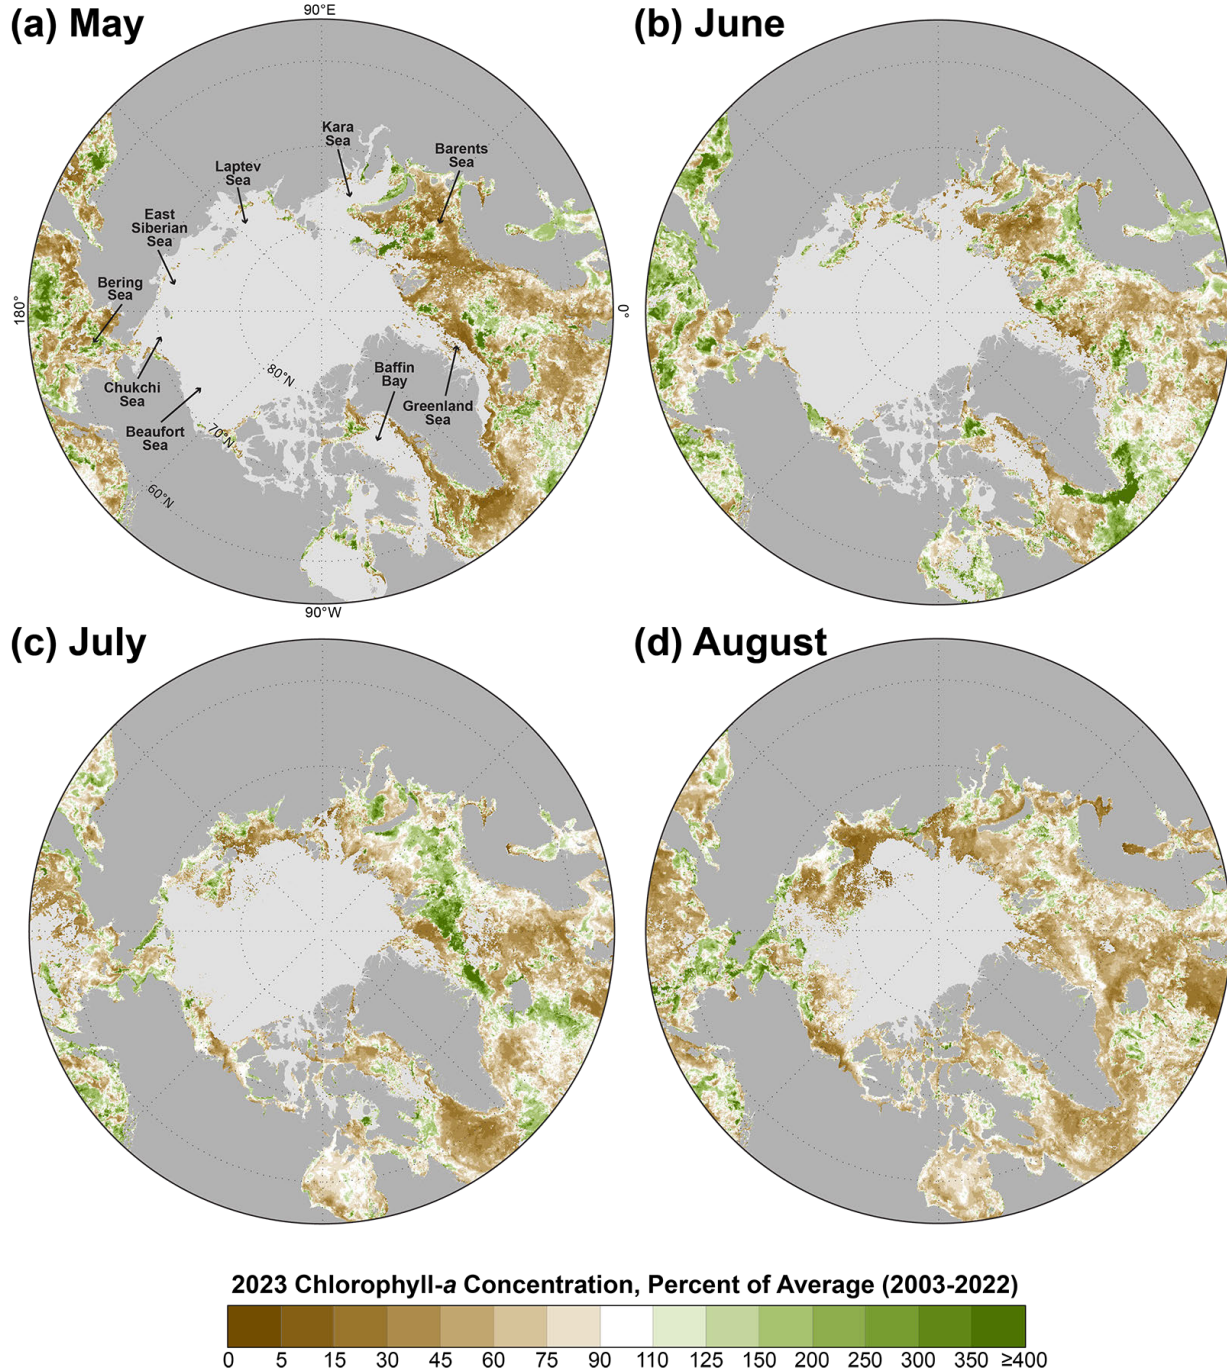 (a) May
90°E
(b) June
Kara
Sea
Barents
Sea
Laptev
Sea
East
Siberian
Sea
Bering
Sea
180°
0°
Chukchi
Sea
80°N
Baffin
Bay
Greenland
Sea
Beaufort
Sea
70°N
60°N
90°W
(c) July
(d) August
2023 Chlorophyll-a Concentration, Percent of Average (2003-2022)
0 5 15 30 45 60 75 90 110 125 150 200 250 300 350 ≥400